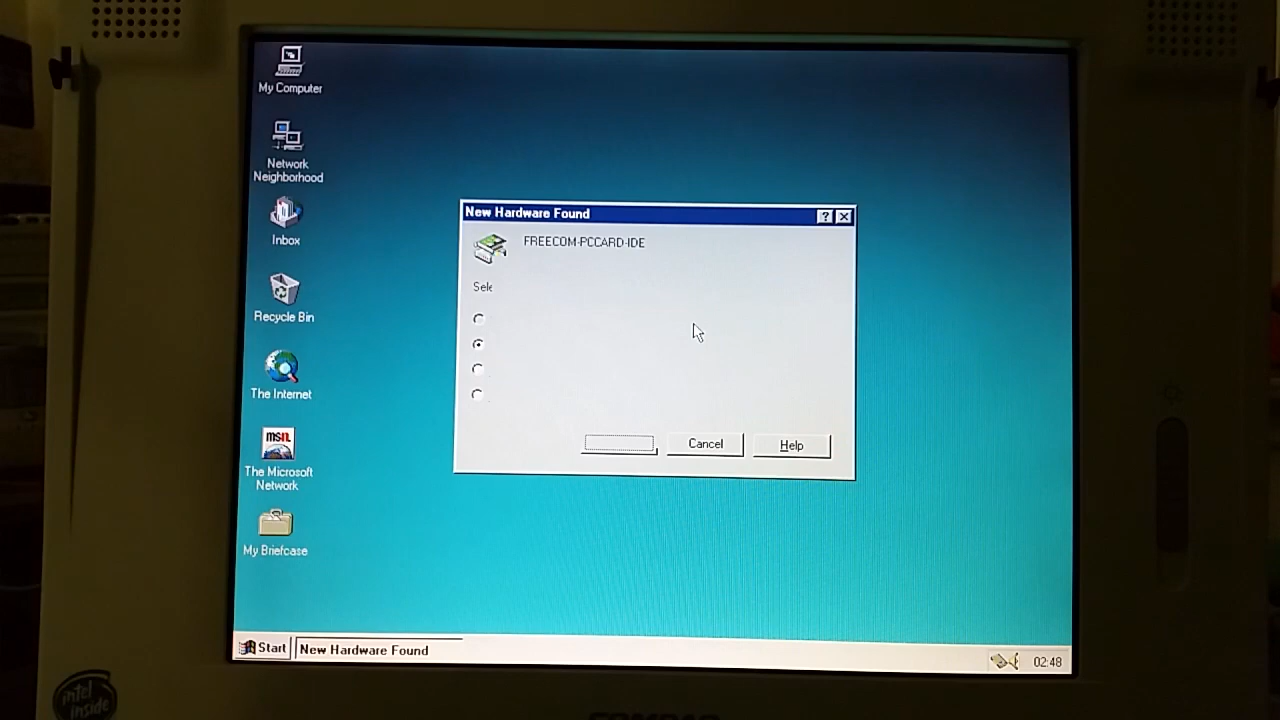 My Computer
Network
Neighborhood
Inbox
Recycle Bin
The Internet
msn
The Microsoft
Network
My Briefcase
New Hardware Found
FREECOM-PCCARD-IDE
Sele
Cancel
Help
Start
New Hardware Found
02:48
intel
inside